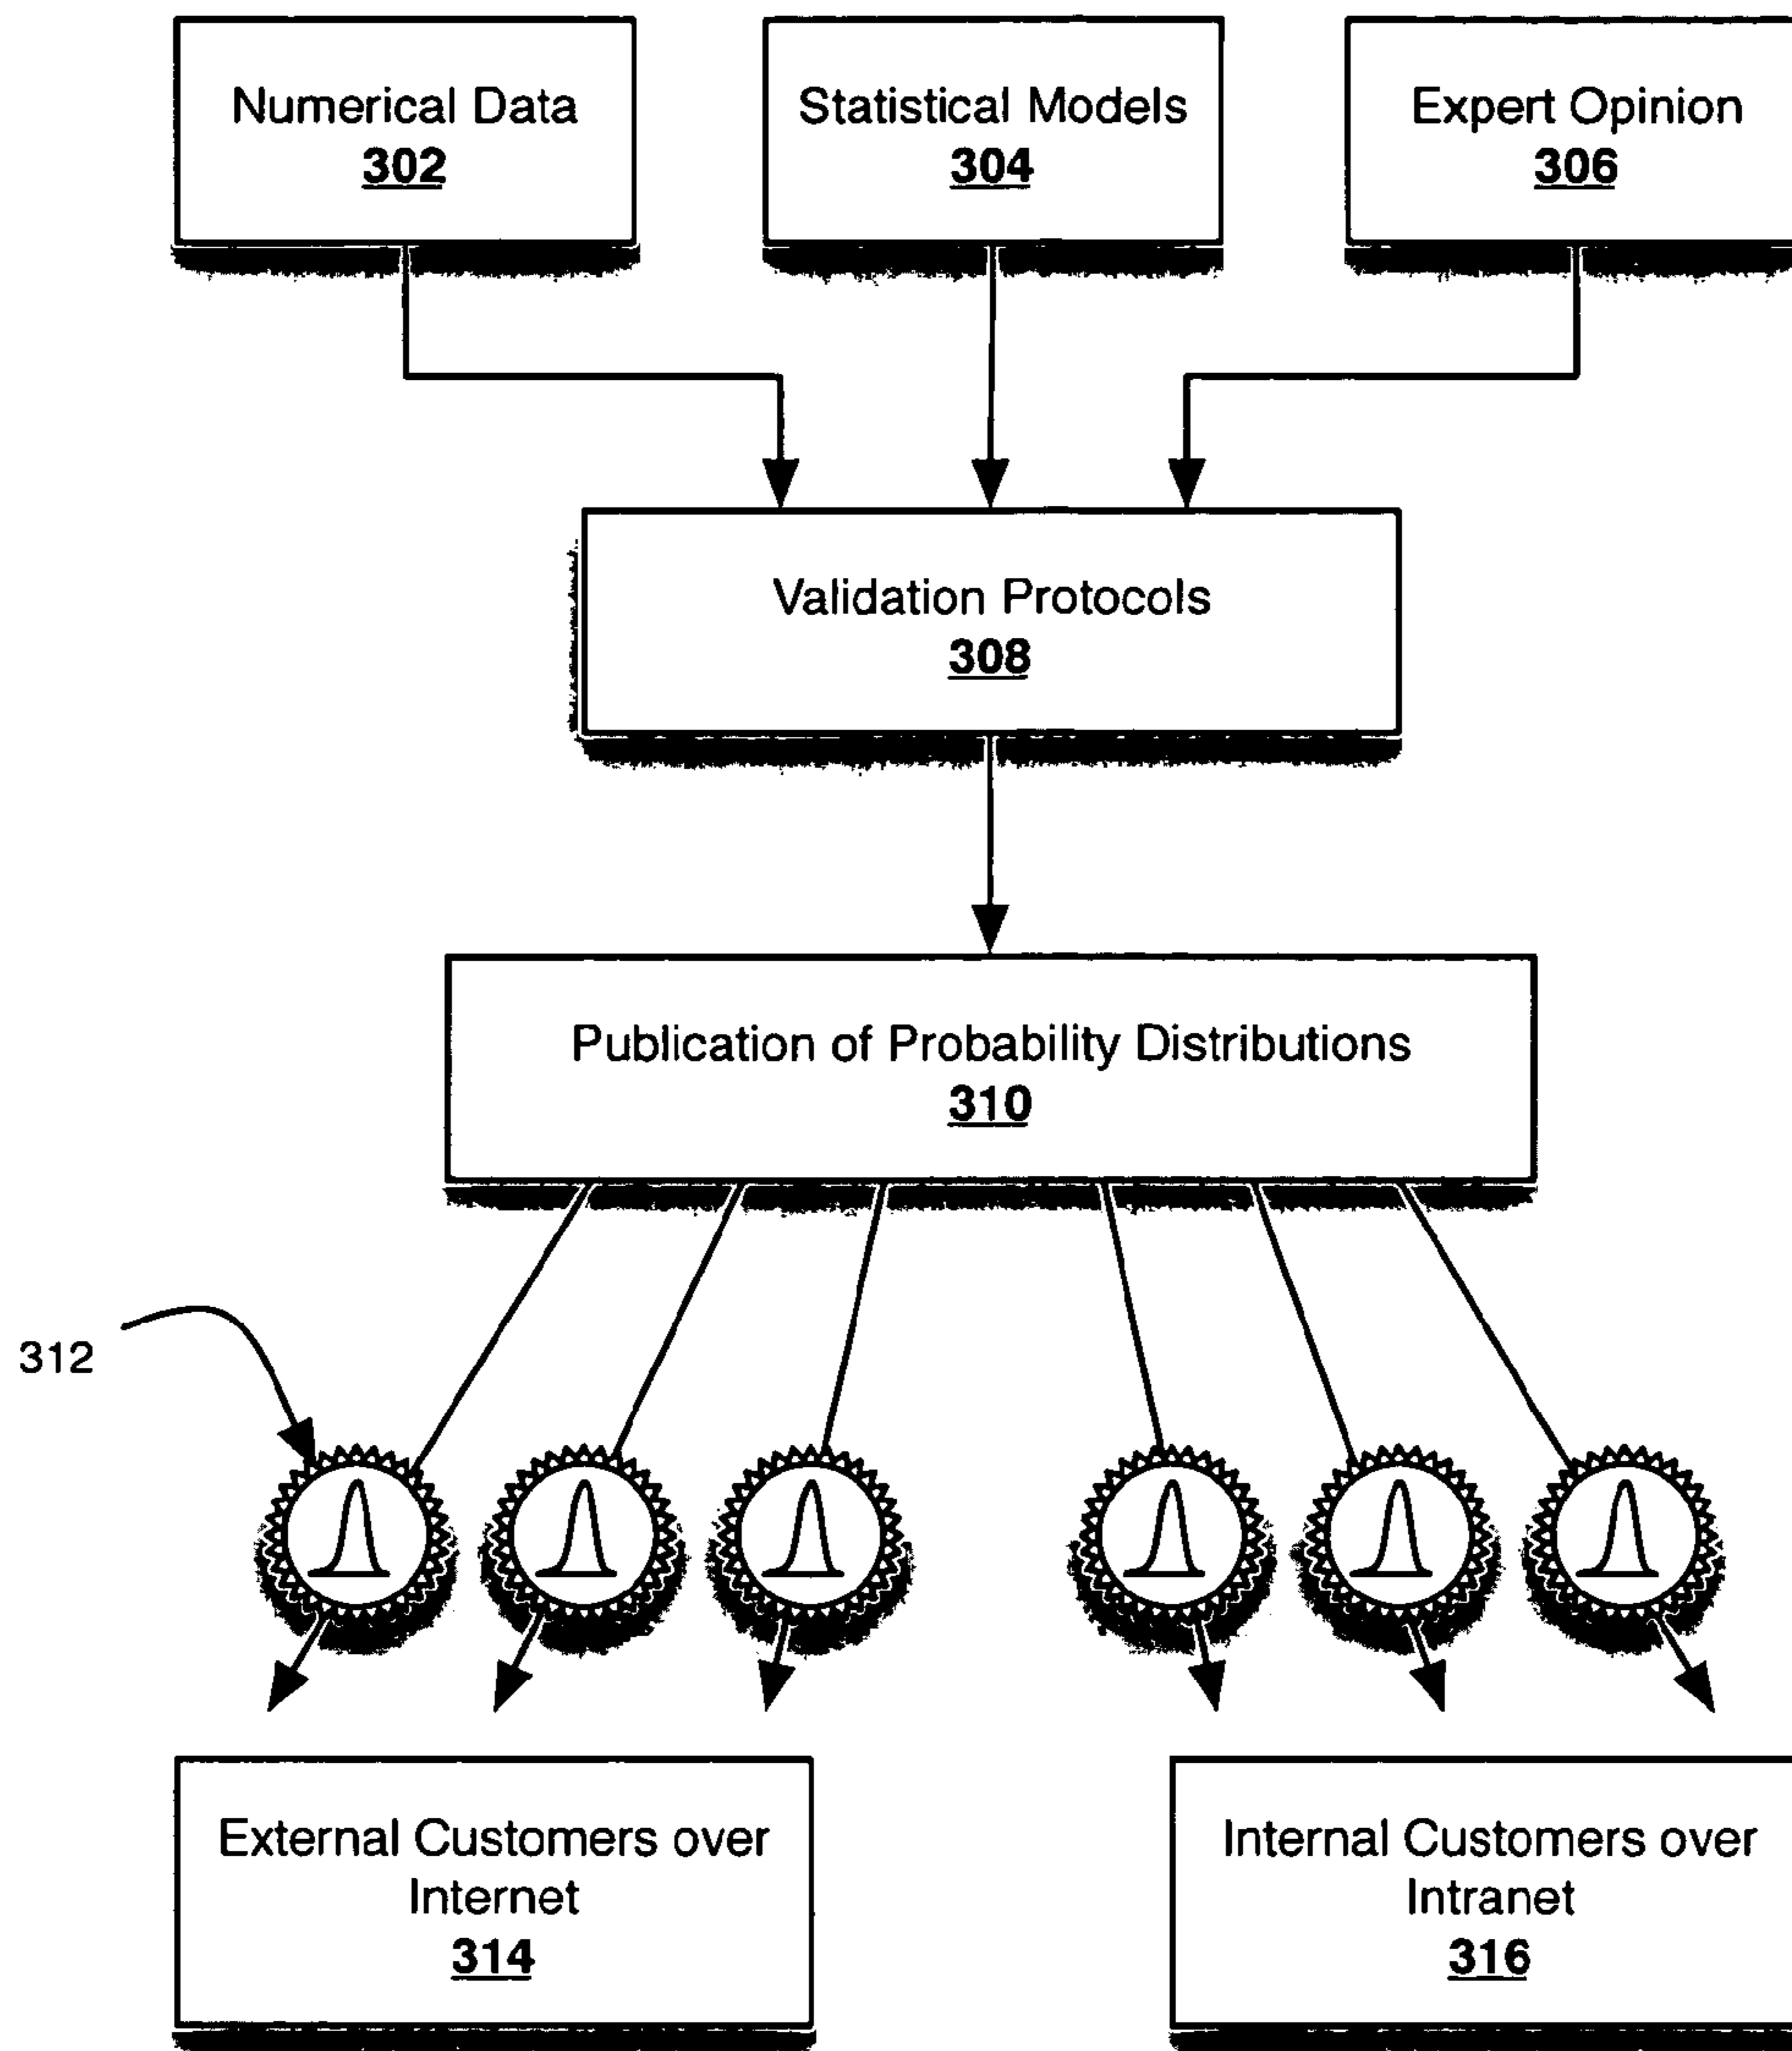 Numerical Data
302
Statistical Models
304
Expert Opinion
306
Validation Protocols
308
Publication of Probability Distributions
310
312
External Customers over
Internet
314
Internal Customers over
Intranet
316